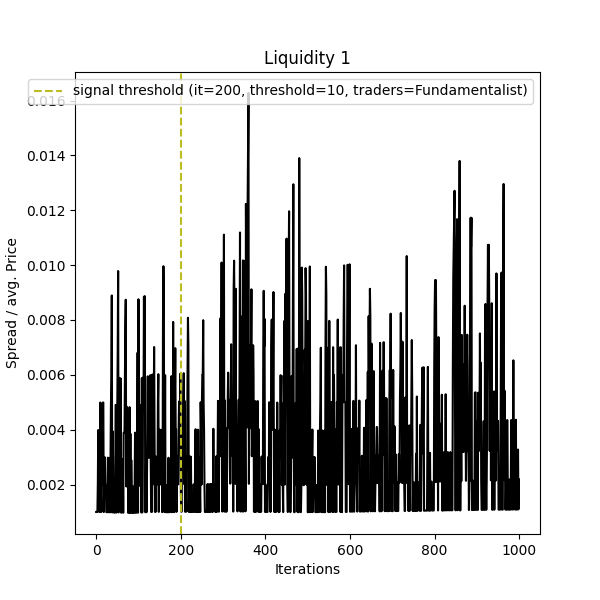 Liquidity 1
signal threshold (it=200, threshold=10, traders=Fundamentalist)
0.016
0.014
0.012
0.010
0.008
0.006
0.004
0.002
Spread / avg. Price
0 200 400 600 800 1000
Iterations